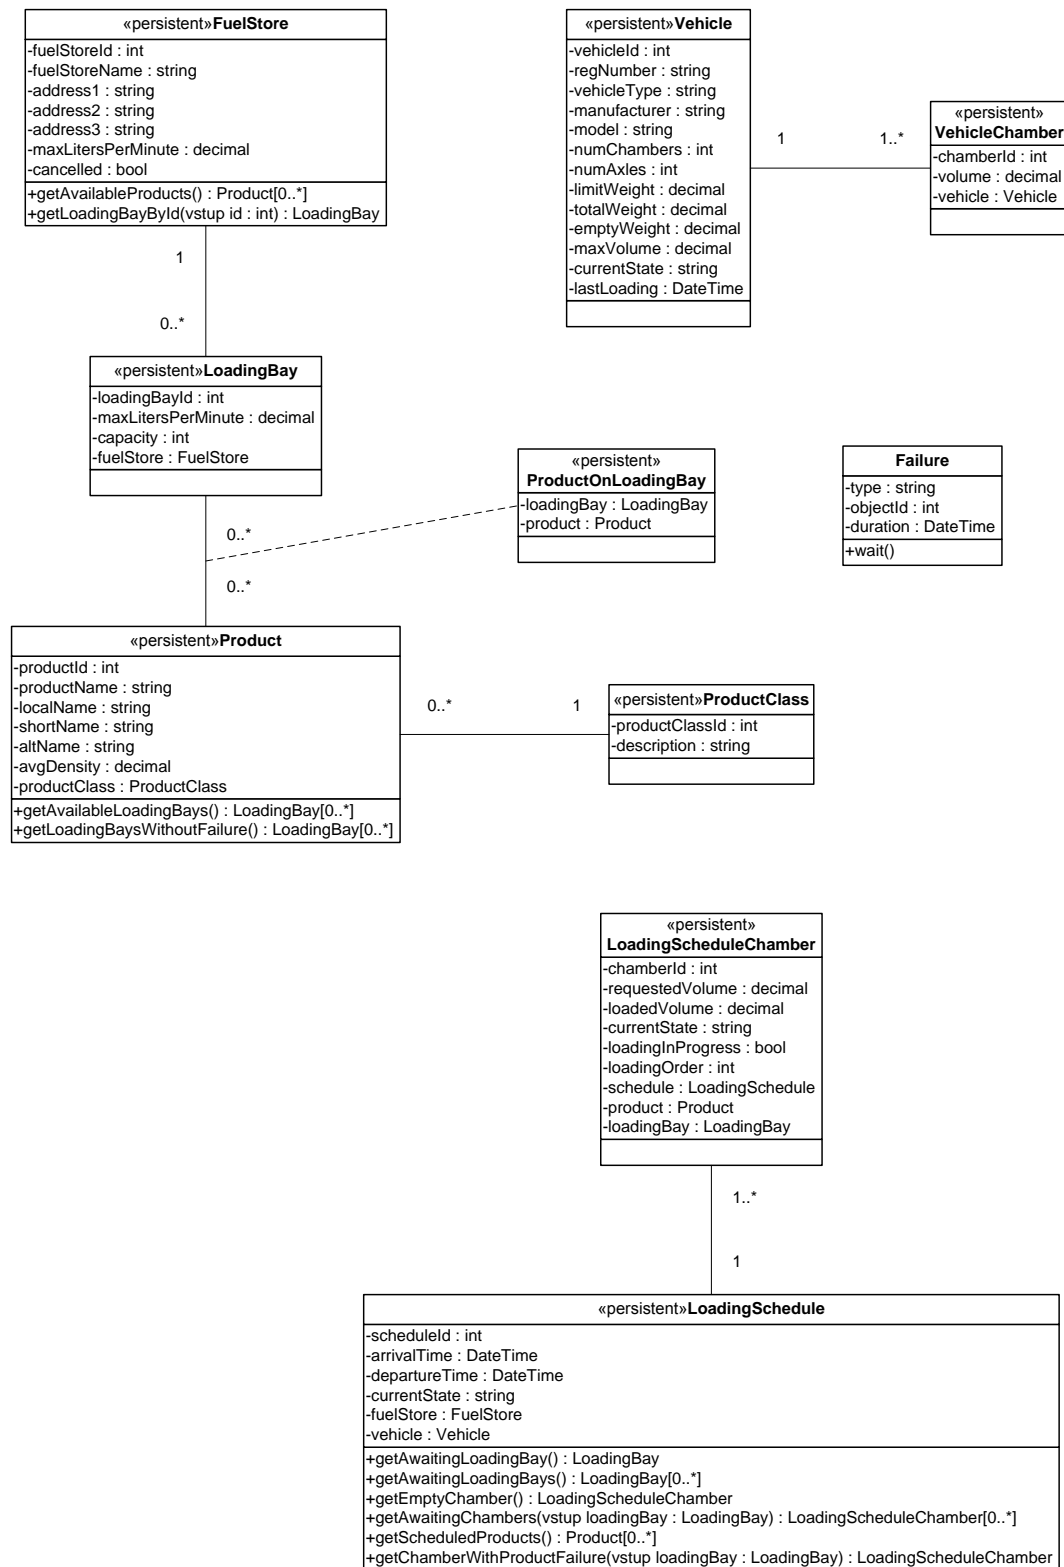 «persistent»FuelStore
-fuelStoreId : int
-fuelStoreName : string
-address1 : string
-address2 : string
-address3 : string
-maxLitersPerMinute : decimal
-cancelled : bool
+getAvailableProducts() : Product[0..*]
+getLoadingBayById(vstup id : int) : LoadingBay
«persistent»Vehicle
-vehicleId : int
-regNumber : string
-vehicleType : string
-manufacturer : string
-model : string
-numChambers : int
-numAxles : int
-limitWeight : decimal
-totalWeight : decimal
-emptyWeight : decimal
-maxVolume : decimal
-currentState : string
-lastLoading : DateTime
1
1..*
«persistent»
VehicleChamber
-chamberId : int
-volume : decimal
-vehicle : Vehicle
1
0..*
«persistent»LoadingBay
-loadingBayId : int
-maxLitersPerMinute : decimal
-capacity : int
-fuelStore : FuelStore
«persistent»
ProductOnLoadingBay
-loadingBay : LoadingBay
-product : Product
Failure
-type : string
-objectId : int
-duration : DateTime
+wait()
0..*
0..*
«persistent»Product
-productId : int
-productName : string
-localName : string
-shortName : string
-altName : string
-avgDensity : decimal
-productClass : ProductClass
+getAvailableLoadingBays() : LoadingBay[0..*]
+getLoadingBaysWithoutFailure() : LoadingBay[0..*]
0..*
1
«persistent»ProductClass
-productClassId : int
-description : string
«persistent»
LoadingScheduleChamber
-chamberId : int
-requestedVolume : decimal
-loadedVolume : decimal
-currentState : string
-loadingInProgress : bool
-loadingOrder : int
-schedule : LoadingSchedule
-product : Product
-loadingBay : LoadingBay
1..*
1
«persistent»LoadingSchedule
-scheduleId : int
-arrivalTime : DateTime
-departureTime : DateTime
-currentState : string
-fuelStore : FuelStore
-vehicle : Vehicle
+getAwaitingLoadingBay() : LoadingBay
+getAwaitingLoadingBays() : LoadingBay[0..*]
+getEmptyChamber() : LoadingScheduleChamber
+getAwaitingChambers(vstup loadingBay : LoadingBay) : LoadingScheduleChamber[0..*]
+getScheduledProducts() : Product[0..*]
+getChamberWithProductFailure(vstup loadingBay : LoadingBay) : LoadingScheduleChamber